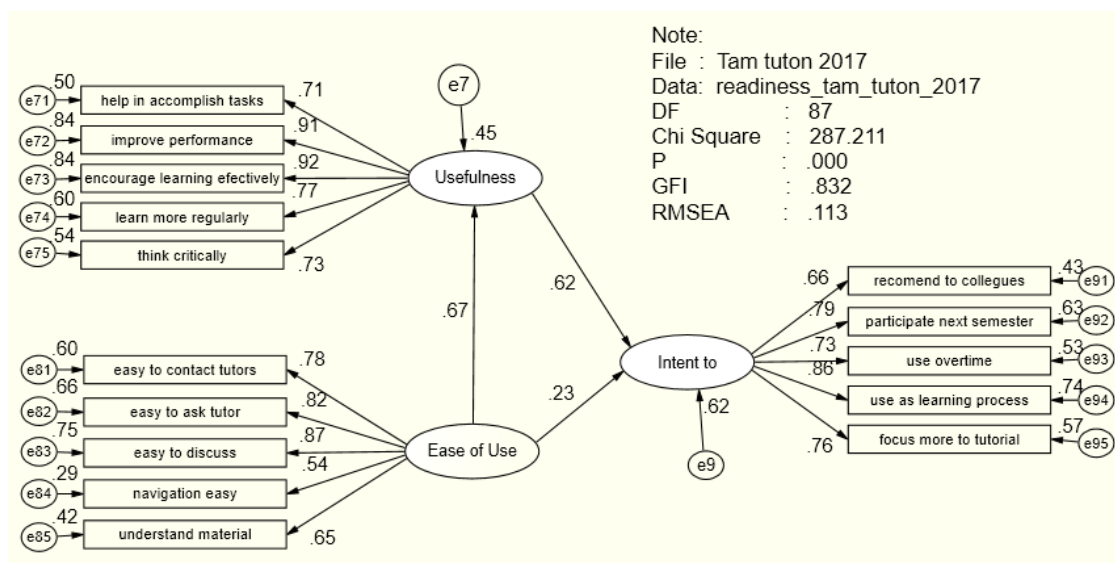 Note:
File : Tam tuton 2017
Data: readiness_tam_tuton_2017
DF : 87
Chi Square : 287.211
P : .000
GFI : .832
RMSEA : .113
e7
.45
Usefulness
.50
e71
help in accomplish tasks
.71
.84
e72
improve performance
.91
.84
e73
encourage learning efectively
.92
.60
e74
learn more regularly
.77
.54
e75
think critically
.73
.67
.62
.23
.60
e81
easy to contact tutors
.78
.66
e82
easy to ask tutor
.82
.75
e83
easy to discuss
.87
.29
e84
navigation easy
.54
.42
e85
understand material
.65
Ease of Use
Intent to
.62
e9
.66
recomend to collegues
.43
e91
.79
participate next semester
.63
e92
.73
use overtime
.53
e93
.86
use as learning process
.74
e94
.76
focus more to tutorial
.57
e95